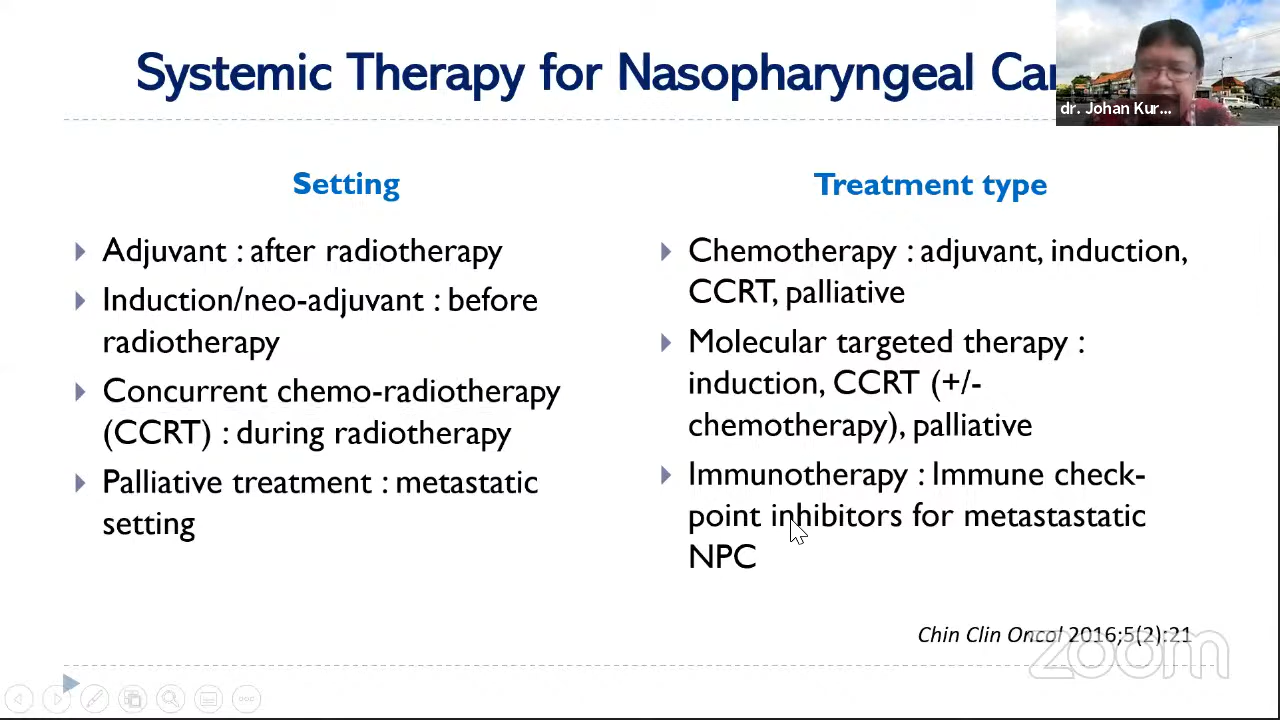 Systemic Therapy for Nasopharyngeal Car
dr. Johan Kur...
Setting
Adjuvant : after radiotherapy
Induction/neo-adjuvant : before
radiotherapy
Concurrent chemo-radiotherapy
(CCRT) : during radiotherapy
Palliative treatment : metastatic
setting
Treatment type
Chemotherapy : adjuvant, induction,
CCRT, palliative
Molecular targeted therapy :
induction, CCRT (+/-
chemotherapy), palliative
Immunotherapy : Immune check-
point inhibitors for metastastatic
NPC
Chin Clin Oncol 2016;5(2):21
zoom